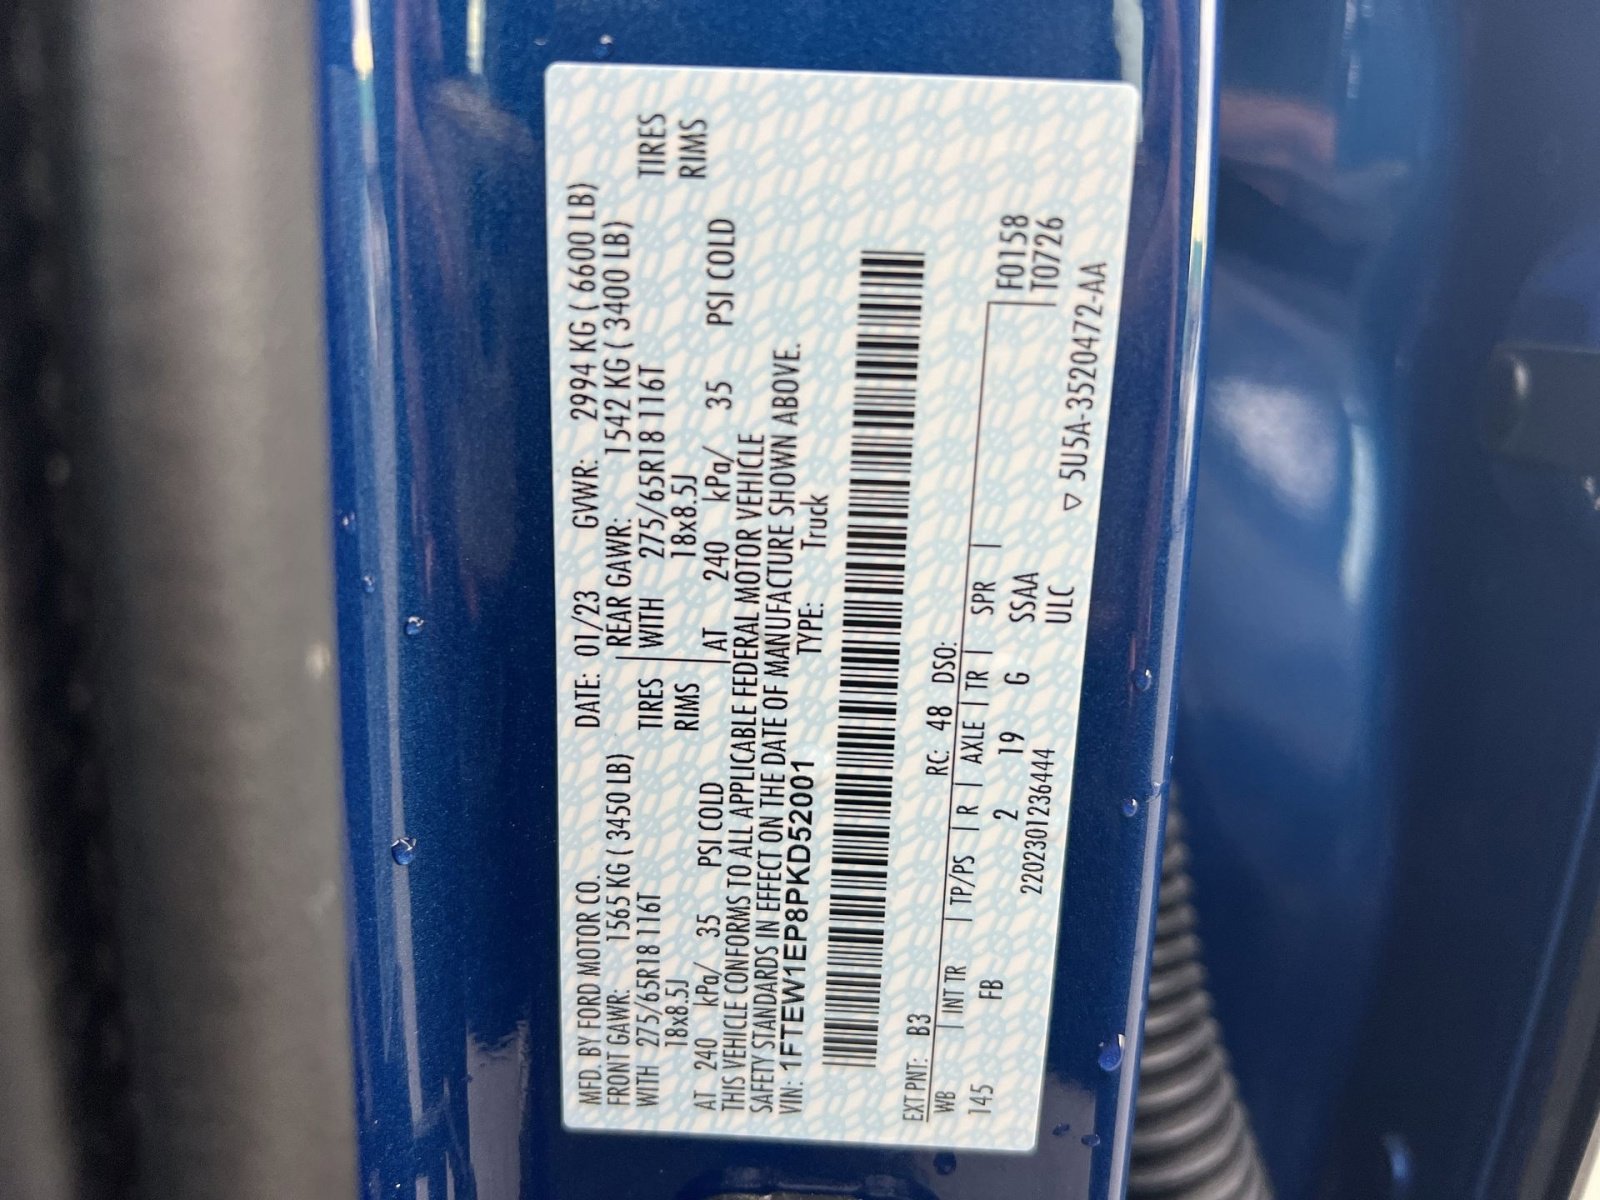 MFD. BY FORD MOTOR CO. DATE: 01/23 GVWR: 2994 KG ( 6600 LB)
FRONT GAWR: 1565 KG ( 3450 LB) REAR GAWR: 1542 KG ( 3400 LB)
WITH 275/65R18 116T TIRES WITH 275/65R18 116T TIRES
18x8.5J RIMS 18x8.5J RIMS
AT 240 kPa/ 35 PSI COLD AT 240 kPa/ 35 PSI COLD
THIS VEHICLE CONFORMS TO ALL APPLICABLE FEDERAL MOTOR VEHICLE
SAFETY STANDARDS IN EFFECT ON THE DATE OF MANUFACTURE SHOWN ABOVE.
VIN: 1FTEW1EP8PKD52001 TYPE: Truck
EXT PNT: B3 RC: 48 DSO:
WB INT TR TP/PS R AXLE TR SPR F0158
T0726
145 FB 2 19 G SSAA
2202301236444 ULC
▽ 5U5A-3520472-AA